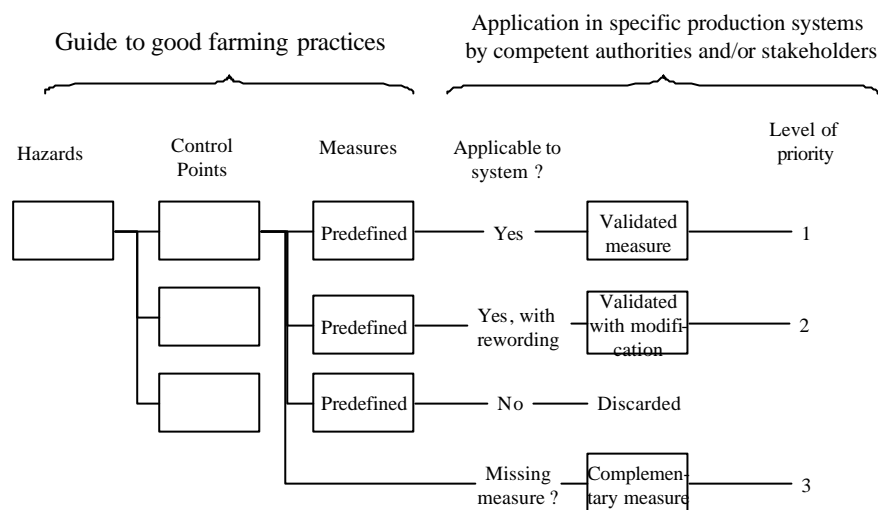 Guide to good farming practices
Application in specific production systems
by competent authorities and/or stakeholders
Hazards
Control
Points
Measures
Applicable to
system ?
Level of
priority
Predefined
Yes
Validated
measure
1
Predefined
Yes, with
rewording
Validated
with modifi-
cation
2
Predefined
No
Discarded
Missing
measure ?
Complemen-
tary measure
3